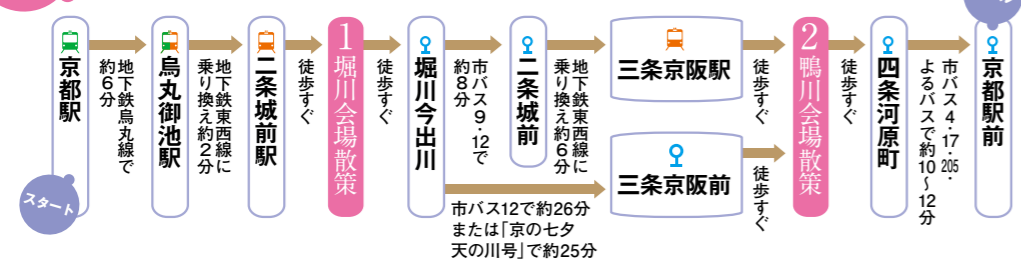 スタート
京都駅
地下鉄烏丸線で
約6分
烏丸御池駅
地下鉄東西線に
乗り換え約2分
二条城前駅
徒歩すぐ
1 堀川会場散策
徒歩すぐ
堀川今出川
市バス9・12で
約8分
二条城前
地下鉄東西線に
乗り換え約6分
三条京阪駅
徒歩すぐ
市バス12で約26分
または「京の七夕
天の川号」で約25分
三条京阪前
徒歩すぐ
2 鴨川会場散策
徒歩すぐ
四条河原町
市バス4・17・205・
よるバスで約10〜12分
京都駅前